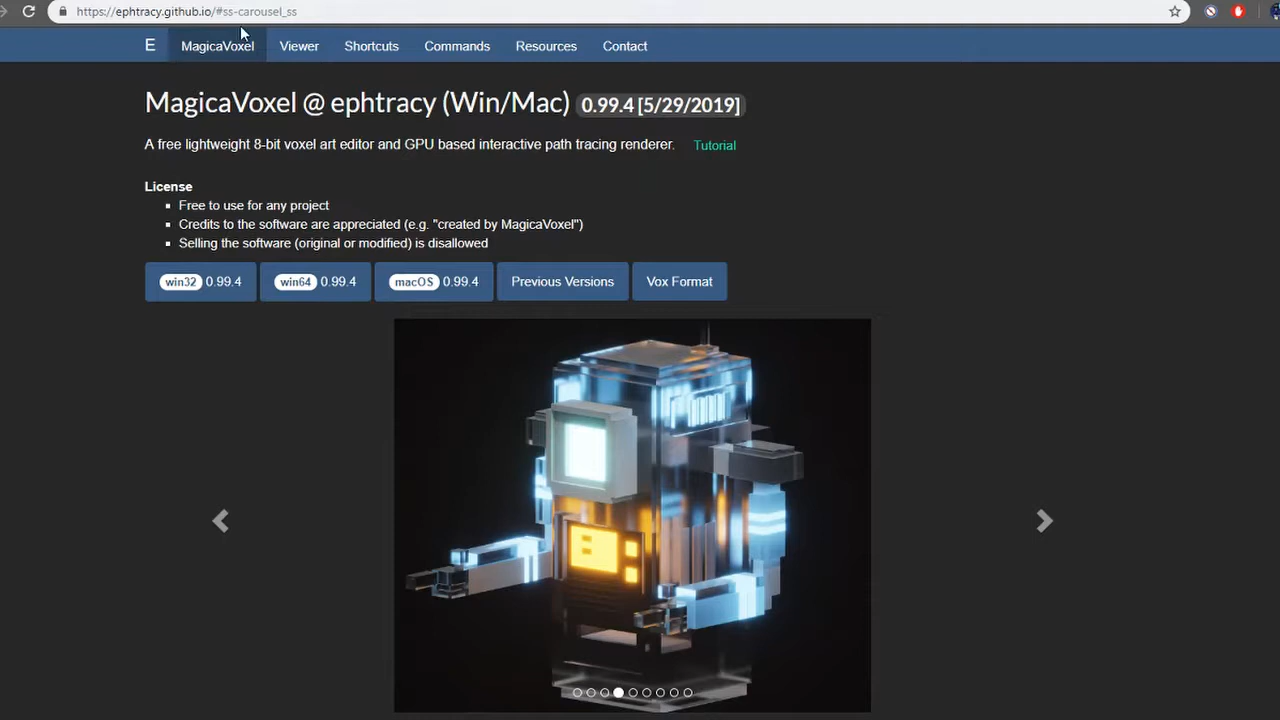 https://ephtracy.github.io/#ss-carousel_ss
E MagicaVoxel Viewer Shortcuts Commands Resources Contact
MagicaVoxel @ ephtracy (Win/Mac) 0.99.4 [5/29/2019]
A free lightweight 8-bit voxel art editor and GPU based interactive path tracing renderer. Tutorial
License
Free to use for any project
Credits to the software are appreciated (e.g. "created by MagicaVoxel")
Selling the software (original or modified) is disallowed
win32 0.99.4 win64 0.99.4 macOS 0.99.4 Previous Versions Vox Format